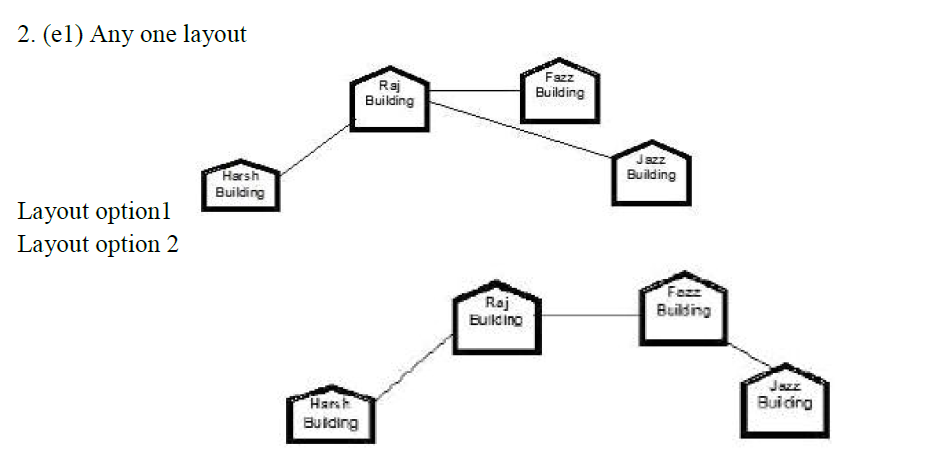 2. (e1) Any one layout
Fazz
Building
Raj
Building
Jazz
Building
Harsh
Building
Layout option1
Layout option 2
Raj
Building
Fazz
Building
Jazz
Building
Harsh
Building